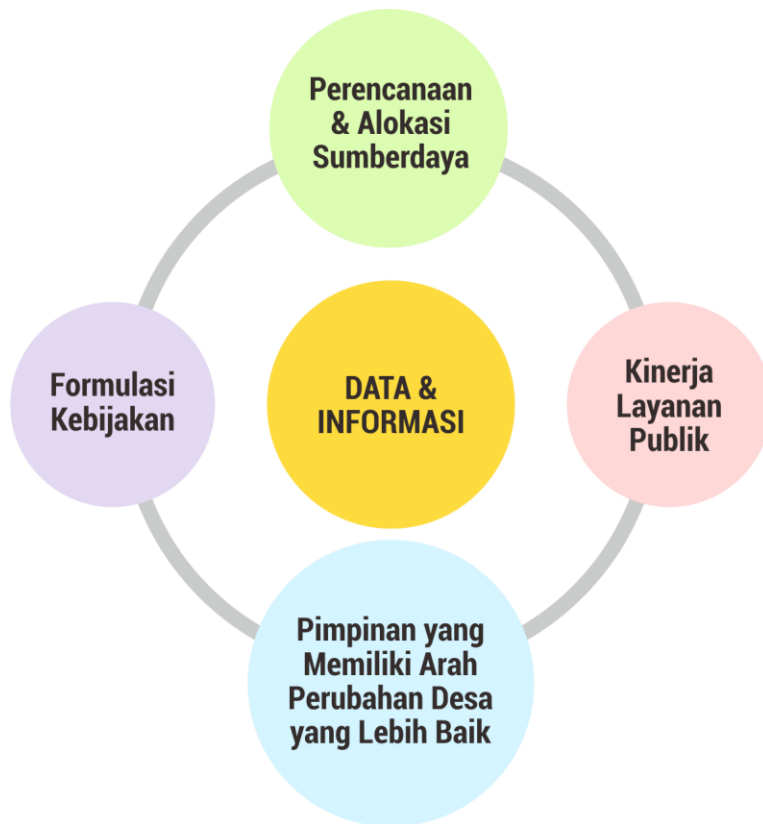 Perencanaan
& Alokasi
Sumberdaya
Formulasi
Kebijakan
DATA &
INFORMASI
Kinerja
Layanan
Publik
Pimpinan yang
Memiliki Arah
Perubahan Desa
yang Lebih Baik